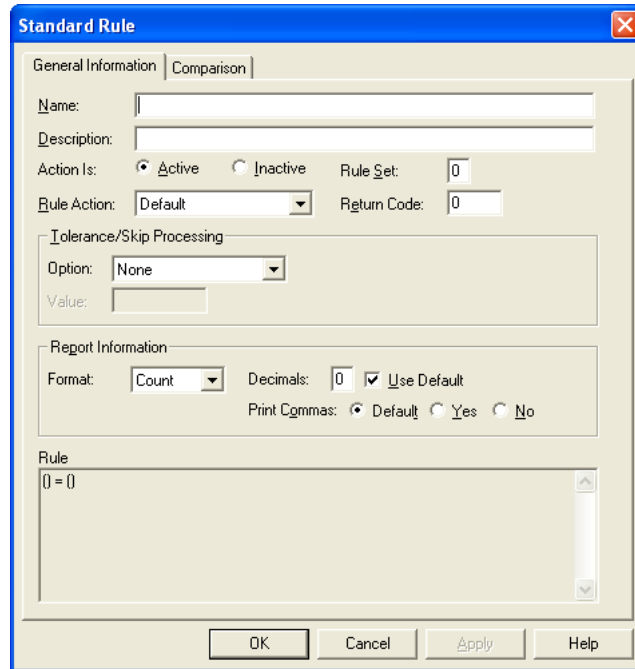 Standard Rule
General Information Comparison
Name:
Description:
Action Is: Active Inactive Rule Set: 0
Rule Action: Default Return Code: 0
Tolerance/Skip Processing
Option: None
Value:
Report Information
Format: Count Decimals: 0 Use Default
Print Commas: Default Yes No
Rule
() = ()
OK Cancel Apply Help